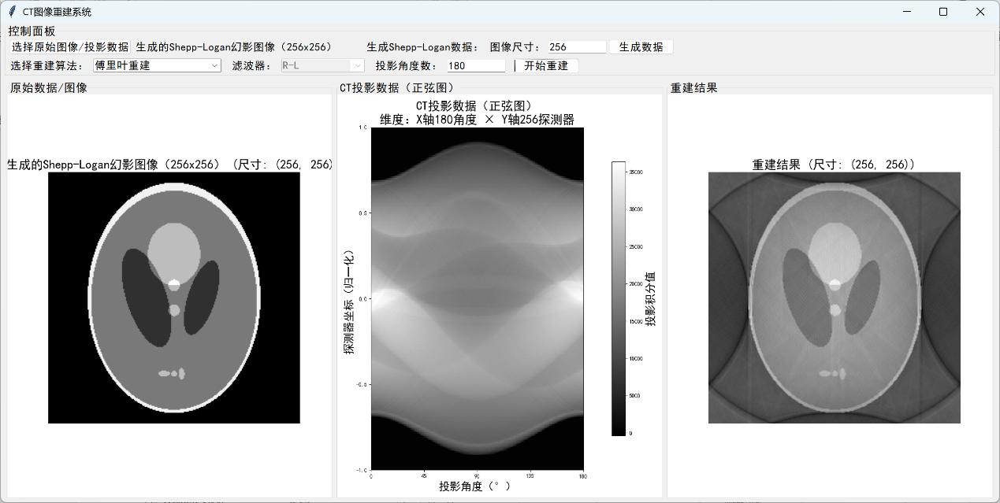 CT图像重建系统
控制面板
选择原始图像/投影数据 生成的Shepp-Logan幻影图像（256x256） 生成Shepp-Logan数据： 图像尺寸： 256 生成数据
选择重建算法： 傅里叶重建 滤波器： R-L 投影角度数： 180 开始重建
原始数据/图像
生成的Shepp-Logan幻影图像（256x256） (尺寸: (256, 256)
CT投影数据（正弦图）
CT投影数据（正弦图）
维度：X轴180角度 × Y轴256探测器
1.0
0.5
0.0
-0.5
-1.0
探测器坐标（归一化）
0 45 90 135 180
投影角度（°）
35000
30000
25000
20000
15000
10000
5000
0
投影积分值
重建结果
重建结果 (尺寸: (256, 256))